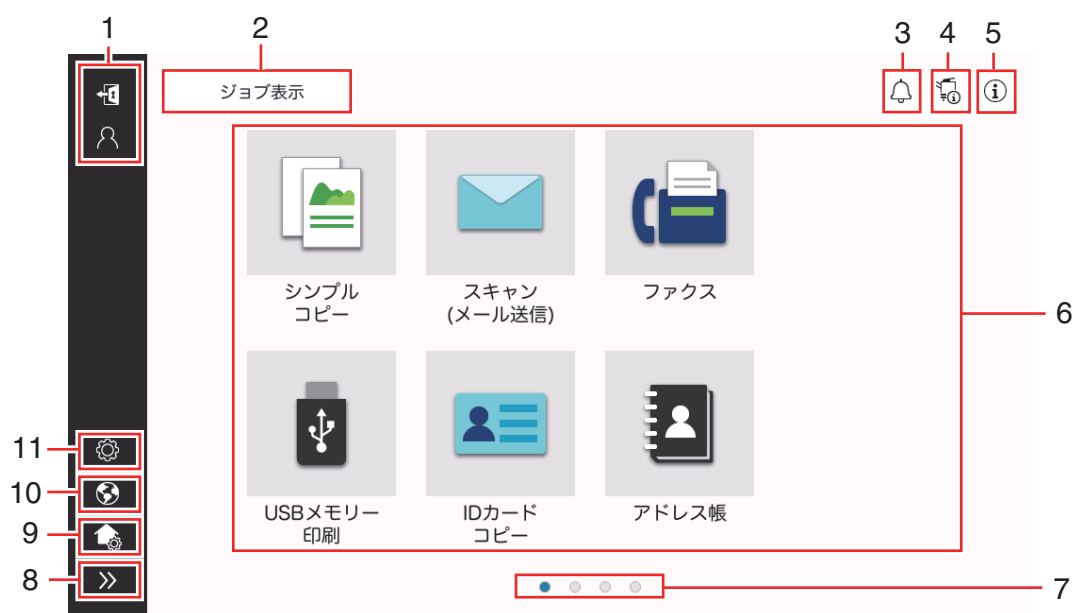 1
2
3
4
5
ジョブ表示
シンプル
コピー
スキャン
(メール送信)
ファクス
6
USBメモリー
印刷
IDカード
コピー
アドレス帳
11
10
9
8
7